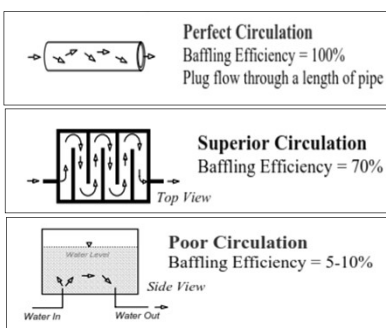 Perfect Circulation
Baffling Efficiency = 100%
Plug flow through a length of pipe
Superior Circulation
Baffling Efficiency = 70%
Top View
Poor Circulation
Baffling Efficiency = 5-10%
Water Level
Side View
Water In
Water Out